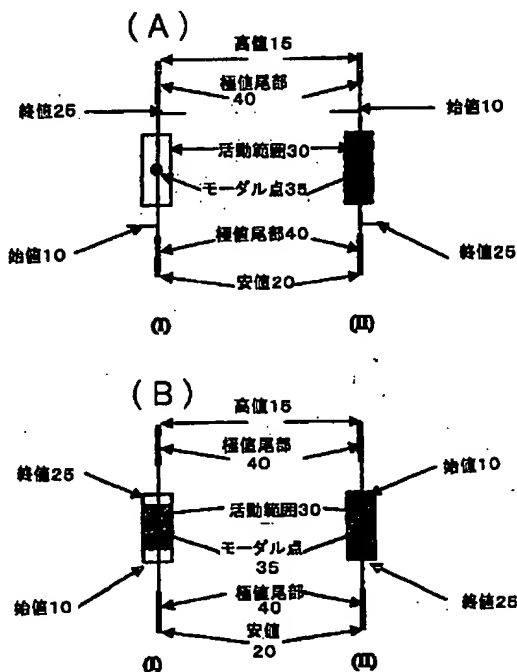 (A)
高値15
極値尾部
40
終値25
始値10
活動範囲30
モーダル点35
始値10
極値尾部40
終値25
安値20
(I)
(II)
(B)
高値15
極値尾部
40
終値25
始値10
活動範囲30
モーダル点
35
始値10
極値尾部
40
終値25
安値
20
(I)
(II)